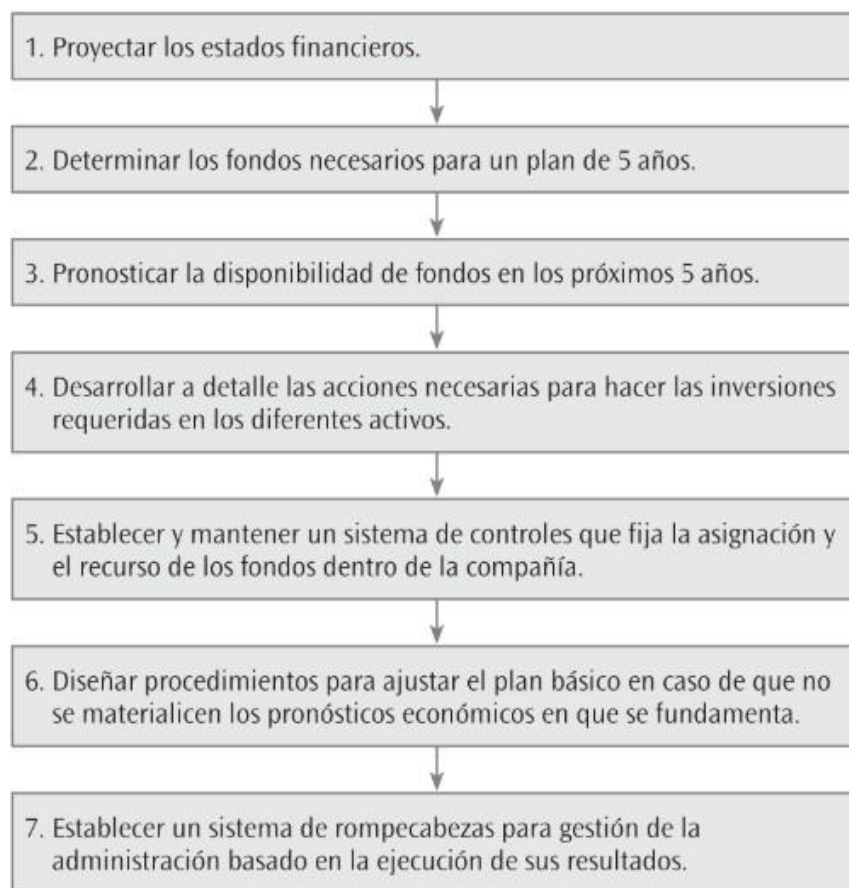 1. Proyectar los estados financieros.
2. Determinar los fondos necesarios para un plan de 5 años.
3. Pronosticar la disponibilidad de fondos en los próximos 5 años.
4. Desarrollar a detalle las acciones necesarias para hacer las inversiones
requeridas en los diferentes activos.
5. Establecer y mantener un sistema de controles que fija la asignación y
el recurso de los fondos dentro de la compañía.
6. Diseñar procedimientos para ajustar el plan básico en caso de que no
se materialicen los pronósticos económicos en que se fundamenta.
7. Establecer un sistema de rompecabezas para gestión de la
administración basado en la ejecución de sus resultados.